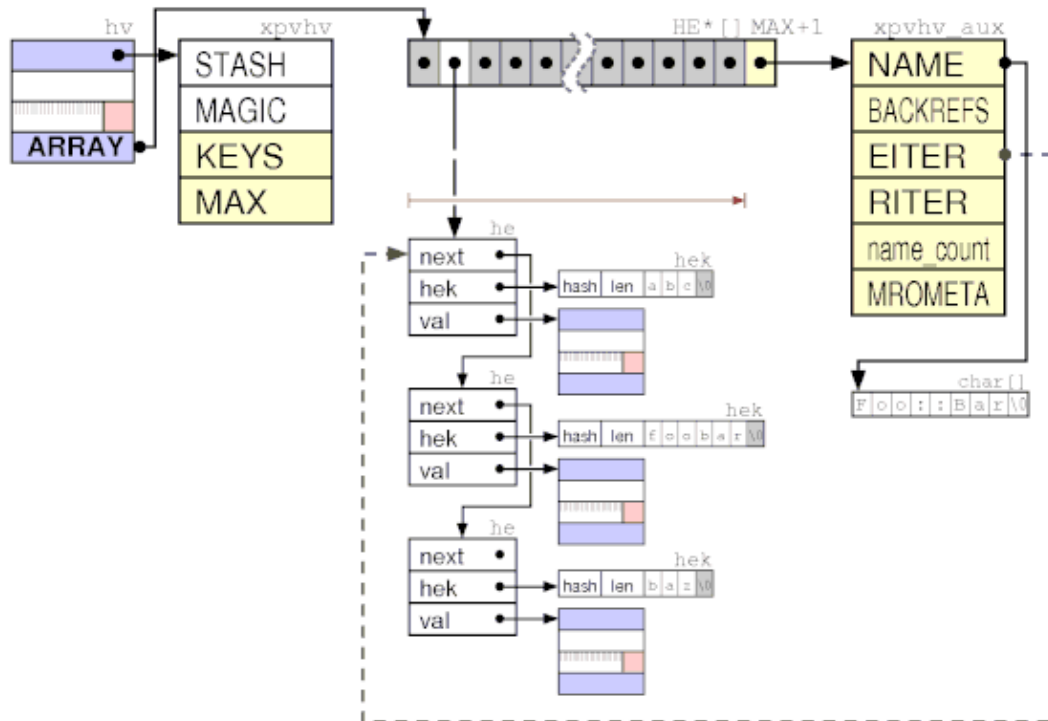 hv
xpvhv
HE*[] MAX+1
xpvhv_aux
STASH
MAGIC
KEYS
MAX
ARRAY
NAME
BACKREFS
EITER
RITER
name_count
MROMETA
he
next
hek
val
hek
hash len a b c \0
he
next
hek
val
hek
hash len f o o b a r \0
he
next
hek
val
hek
hash len b a z \0
char[]
F o o : : B a r \0